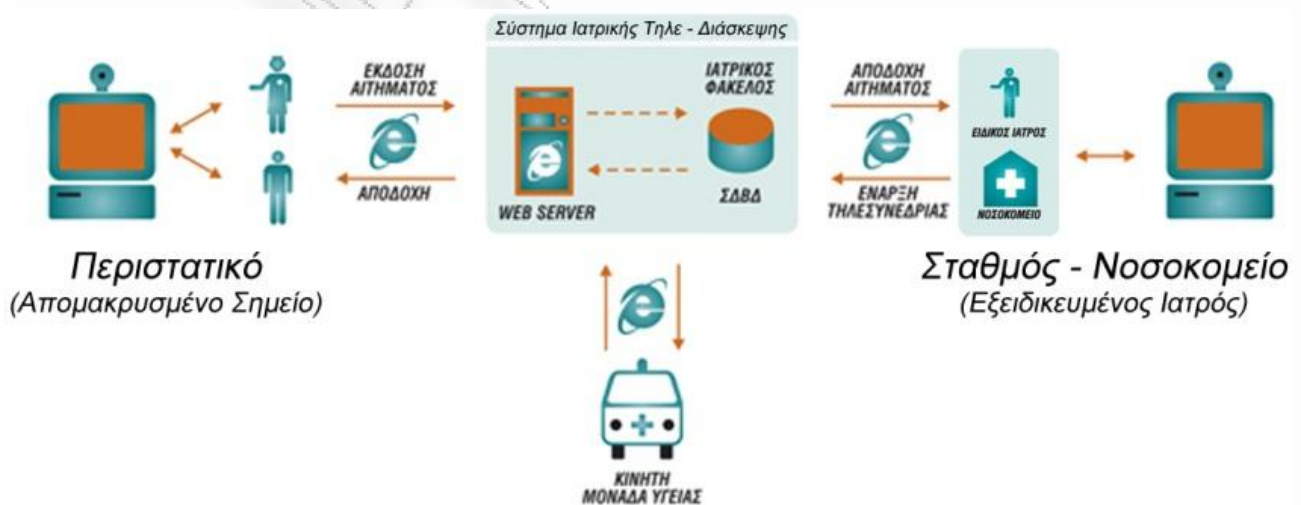 Σύστημα Ιατρικής Τηλε - Διάσκεψης
ΕΚΔΟΣΗ
ΑΙΤΗΜΑΤΟΣ
ΑΠΟΔΟΧΗ
ΙΑΤΡΙΚΟΣ
ΦΑΚΕΛΟΣ
WEB SERVER
ΣΔΒΔ
ΑΠΟΔΟΧΗ
ΑΙΤΗΜΑΤΟΣ
ΕΝΑΡΞΗ
ΤΗΛΕΣΥΝΕΔΡΙΑΣ
ΕΙΔΙΚΟΣ ΙΑΤΡΟΣ
ΝΟΣΟΚΟΜΕΙΟ
Περιστατικό
(Απομακρυσμένο Σημείο)
Σταθμός - Νοσοκομείο
(Εξειδικευμένος Ιατρός)
ΚΙΝΗΤΗ
ΜΟΝΑΔΑ ΥΓΕΙΑΣ